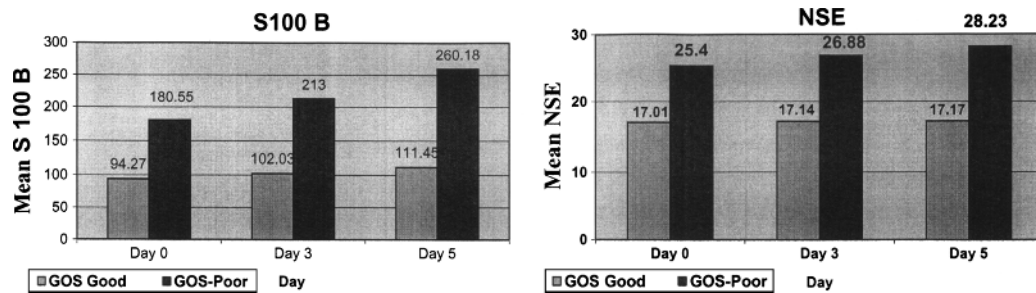 S100 B
Mean S 100 B
300
250
200
150
100
50
0
94.27
180.55
102.03
213
111.45
260.18
Day 0
Day 3
Day 5
GOS Good
GOS-Poor
Day
NSE
Mean NSE
30
20
10
0
17.01
25.4
17.14
26.88
17.17
28.23
Day 0
Day 3
Day 5
GOS Good
GOS-Poor
Day